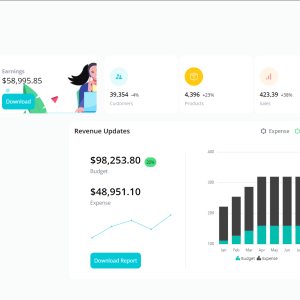 Earnings
$58,995.85
Download
39,354 -4%
Customers
4,396 +23%
Products
423,39 +38%
Sales
Revenue Updates
Expense
$98,253.80
23%
Budget
$48,951.10
Expense
Download Report
400
300
200
100
Jan Feb Mar Apr May Jun
Budget Expense